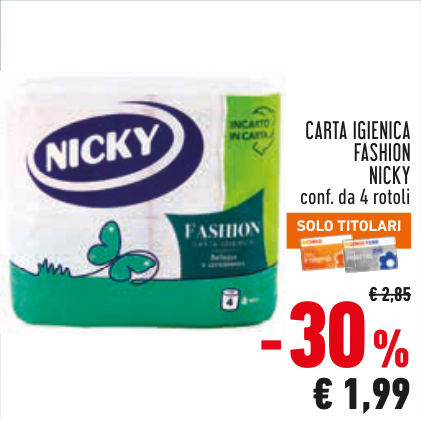 NICKY
INCARTO
IN CARTA
FASHION
CARTA IGIENICA
4
CARTA IGIENICA
FASHION
NICKY
conf. da 4 rotoli
SOLO TITOLARI
€ 2,85
-30%
€ 1,99